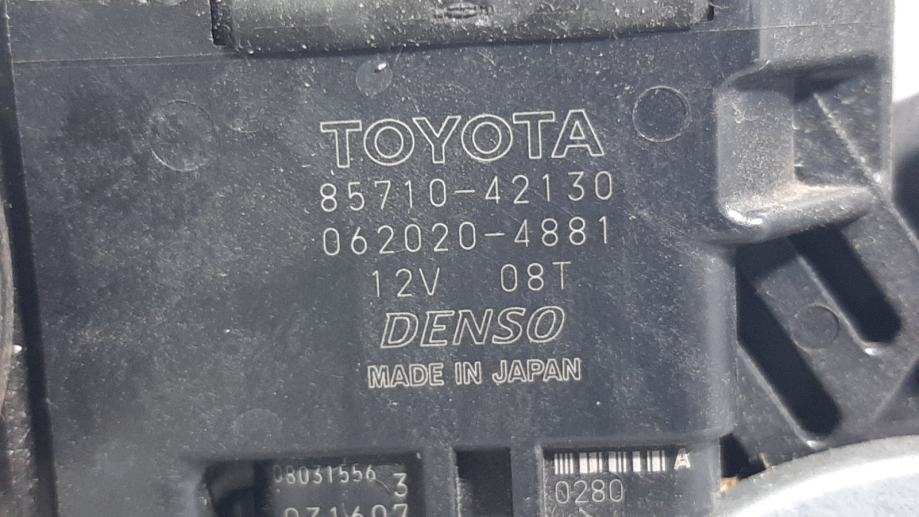 TOYOTA
85710-42130
062020-4881
12V 08T
DENSO
MADE IN JAPAN
08031556 3
A
0280